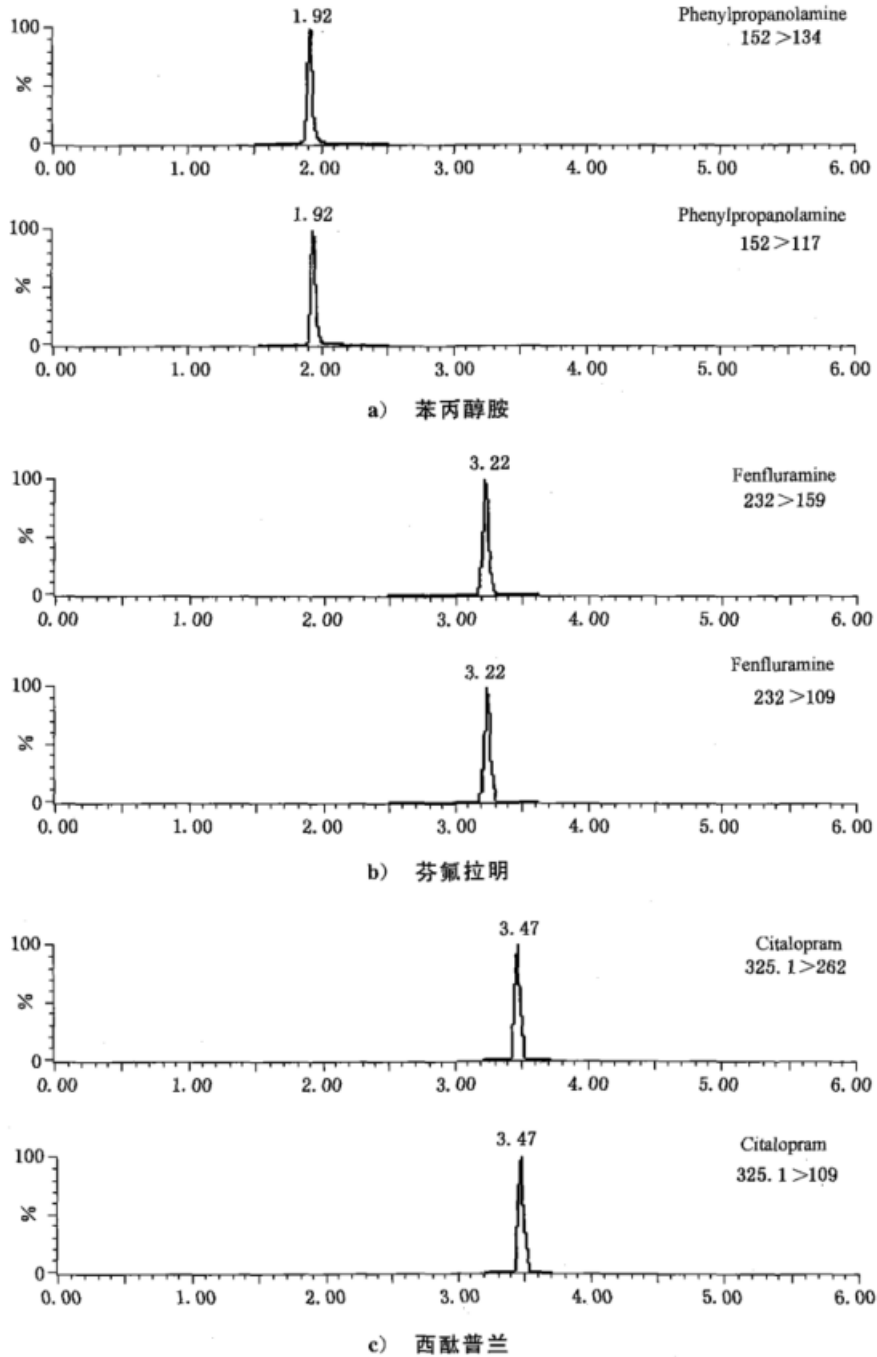 1.92
Phenylpropanolamine
152>134
100
%
0
0.00 1.00 2.00 3.00 4.00 5.00 6.00
1.92
Phenylpropanolamine
152>117
100
%
0
0.00 1.00 2.00 3.00 4.00 5.00 6.00
a) 苯丙醇胺
3.22
Fenfluramine
232>159
100
%
0
0.00 1.00 2.00 3.00 4.00 5.00 6.00
3.22
Fenfluramine
232>109
100
%
0
0.00 1.00 2.00 3.00 4.00 5.00 6.00
b) 芬氟拉明
3.47
Citalopram
325.1>262
100
%
0
0.00 1.00 2.00 3.00 4.00 5.00 6.00
3.47
Citalopram
325.1>109
100
%
0
0.00 1.00 2.00 3.00 4.00 5.00 6.00
c) 西酞普兰